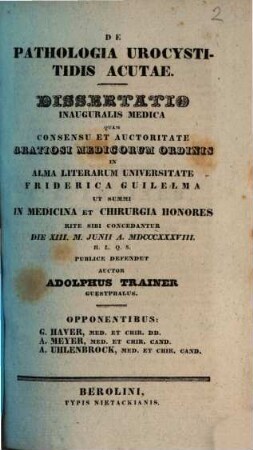 2
DE
PATHOLOGIA UROCYSTI-
TIDIS ACUTAE.
DISSERTATIO
INAUGURALIS MEDICA
QUAM
CONSENSU ET AUCTORITATE
GRATIOSI MEDICORUM ORDINIS
IN
ALMA LITERARUM UNIVERSITATE
FRIDERICA GUILELMA
UT SUMMI
IN MEDICINA ET CHIRURGIA HONORES
RITE SIBI CONCEDANTUR
DIE XIII. M. JUNII A. MDCCCXXXVIII.
H. L. Q. S.
PUBLICE DEFENDET
AUCTOR
ADOLPHUS TRAINER
GUESTPHALUS.
OPPONENTIBUS:
G. HAVER, MED. ET CHIR. DD.
A. MEYER, MED. ET CHIR. CAND.
A. UHLENBROCK, MED. ET CHIR. CAND.
BEROLINI,
TYPIS NIETACKIANIS.